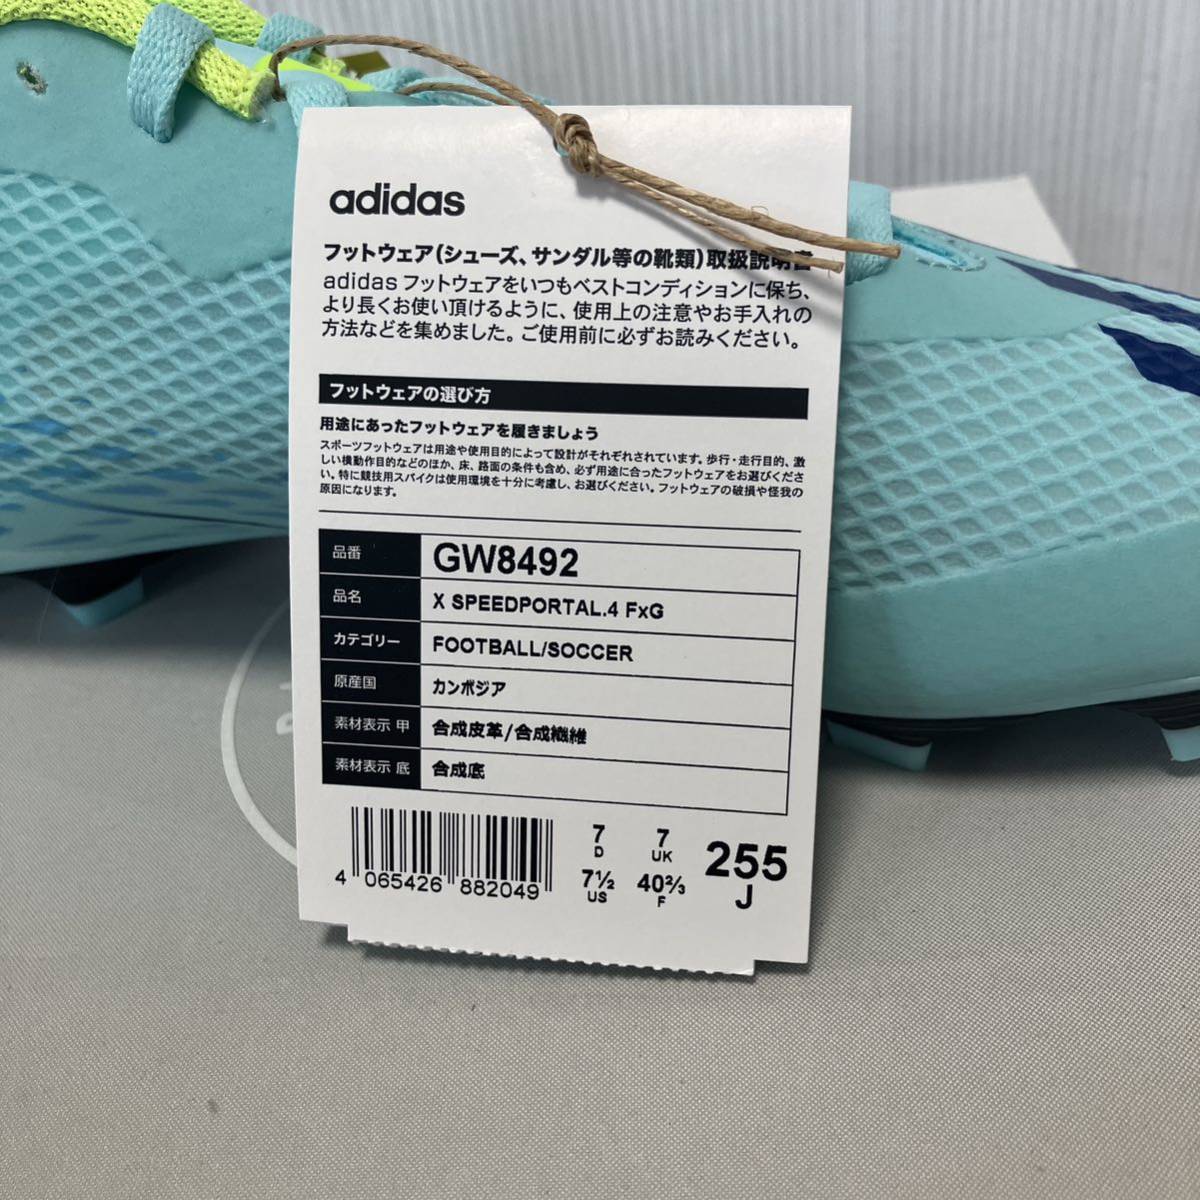 adidas
フットウェア(シューズ、サンダル等の靴類)取扱説明書
adidas フットウェアをいつもベストコンディションに保ち、
より長くお使い頂けるように、使用上の注意やお手入れの
方法などを集めました。ご使用前に必ずお読みください。
フットウェアの選び方
用途にあったフットウェアを履きましょう
スポーツフットウェアは用途や使用目的によって設計がそれぞれされています。歩行・走行目的、激
しい横動作目的などのほか、床、路面の条件も含め、必ず用途に合ったフットウェアをお選びくださ
い。特に競技用スパイクは使用環境を十分に考慮し、お選びください。フットウェアの破損や怪我の
原因になります。
品番 GW8492
品名 X SPEEDPORTAL.4 FxG
カテゴリー FOOTBALL/SOCCER
原産国 カンボジア
素材表示 甲 合成皮革/合成繊維
素材表示 底 合成底
4 065426 882049
7 7
D UK
7½ 40⅔
US F
255
J